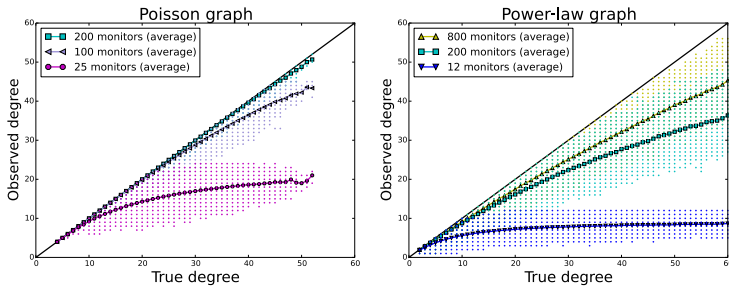 Poisson graph
Observed degree
60
50
40
30
20
10
0
200 monitors (average)
100 monitors (average)
25 monitors (average)
0 10 20 30 40 50 60
True degree
Power-law graph
Observed degree
60
50
40
30
20
10
0
800 monitors (average)
200 monitors (average)
12 monitors (average)
0 10 20 30 40 50 60
True degree